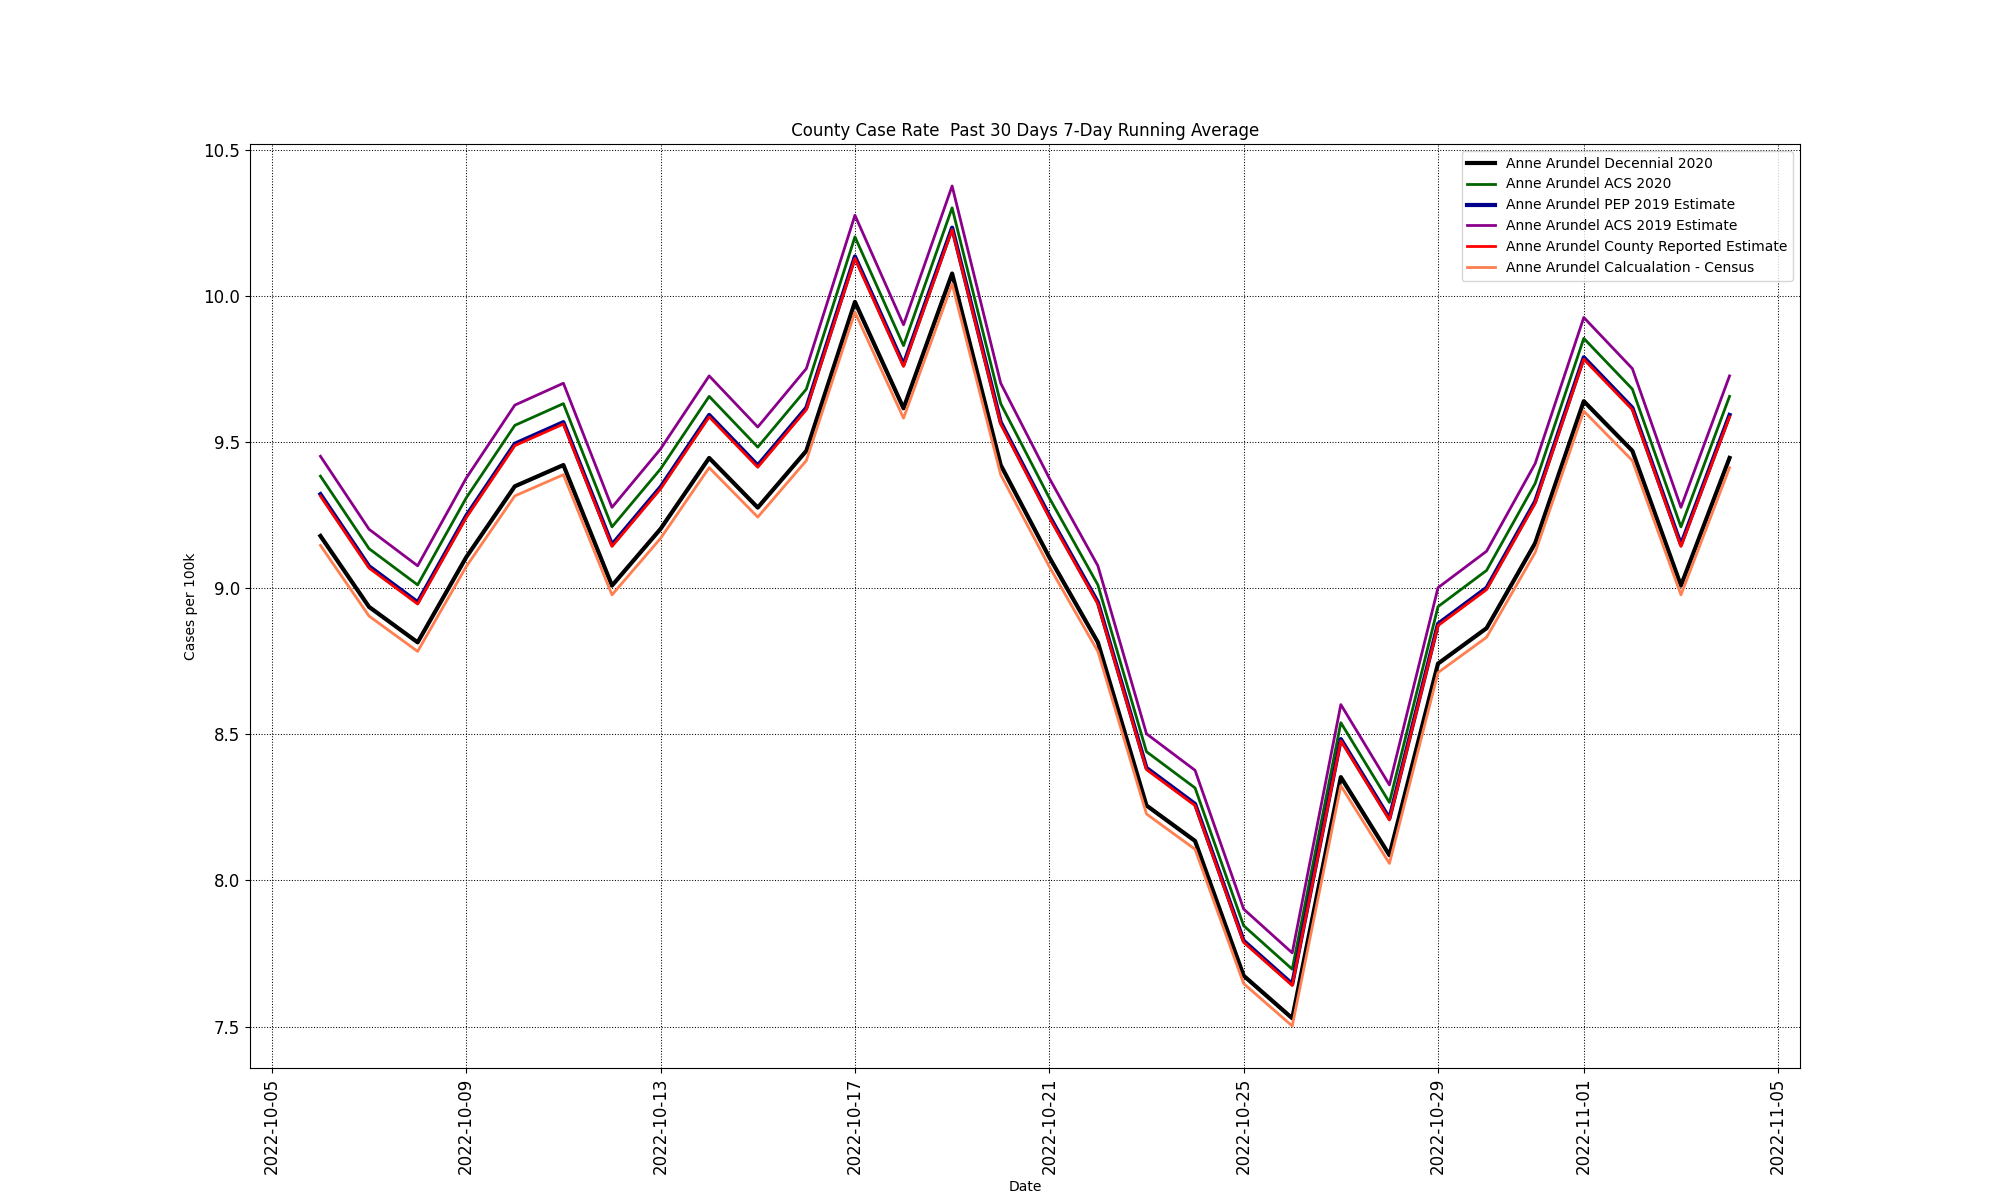 County Case Rate  Past 30 Days 7-Day Running Average
Anne Arundel Decennial 2020
Anne Arundel ACS 2020
Anne Arundel PEP 2019 Estimate
Anne Arundel ACS 2019 Estimate
Anne Arundel County Reported Estimate
Anne Arundel Calcualation - Census
10.5
10.0
9.5
9.0
8.5
8.0
7.5
Cases per 100k
2022-10-05
2022-10-09
2022-10-13
2022-10-17
2022-10-21
2022-10-25
2022-10-29
2022-11-01
2022-11-05
Date